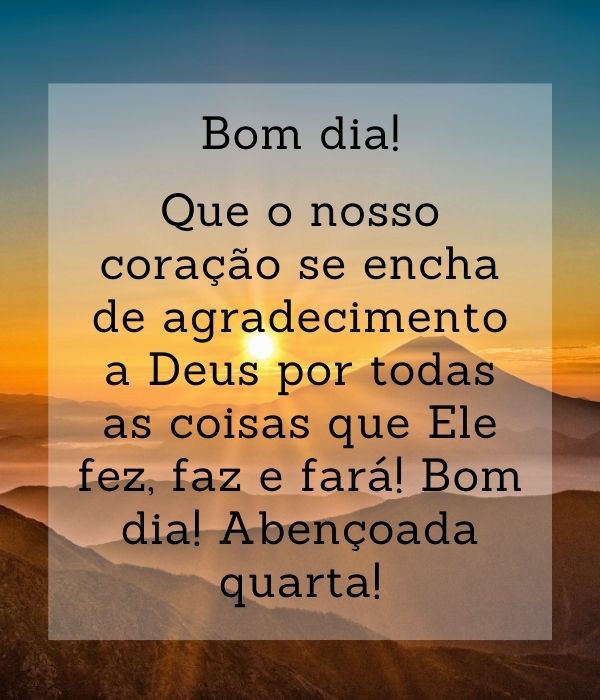 Bom dia!
Que o nosso
coração se encha
de agradecimento
a Deus por todas
as coisas que Ele
fez, faz e fará! Bom
dia! Abençoada
quarta!